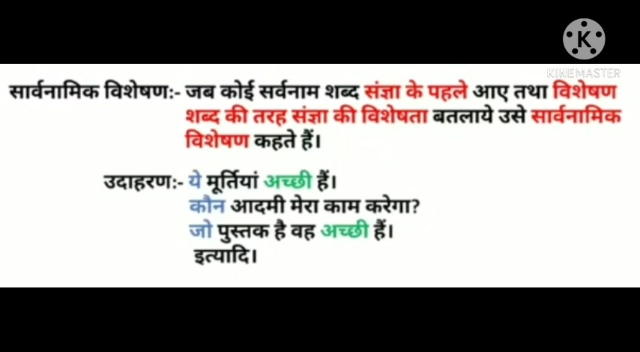 K
KINEMASTER
सार्वनामिक विशेषण:- जब कोई सर्वनाम शब्द संज्ञा के पहले आए तथा विशेषण
शब्द की तरह संज्ञा की विशेषता बतलाये उसे सार्वनामिक
विशेषण कहते हैं।
उदाहरण:- ये मूर्तियां अच्छी हैं।
कौन आदमी मेरा काम करेगा?
जो पुस्तक है वह अच्छी हैं।
इत्यादि।